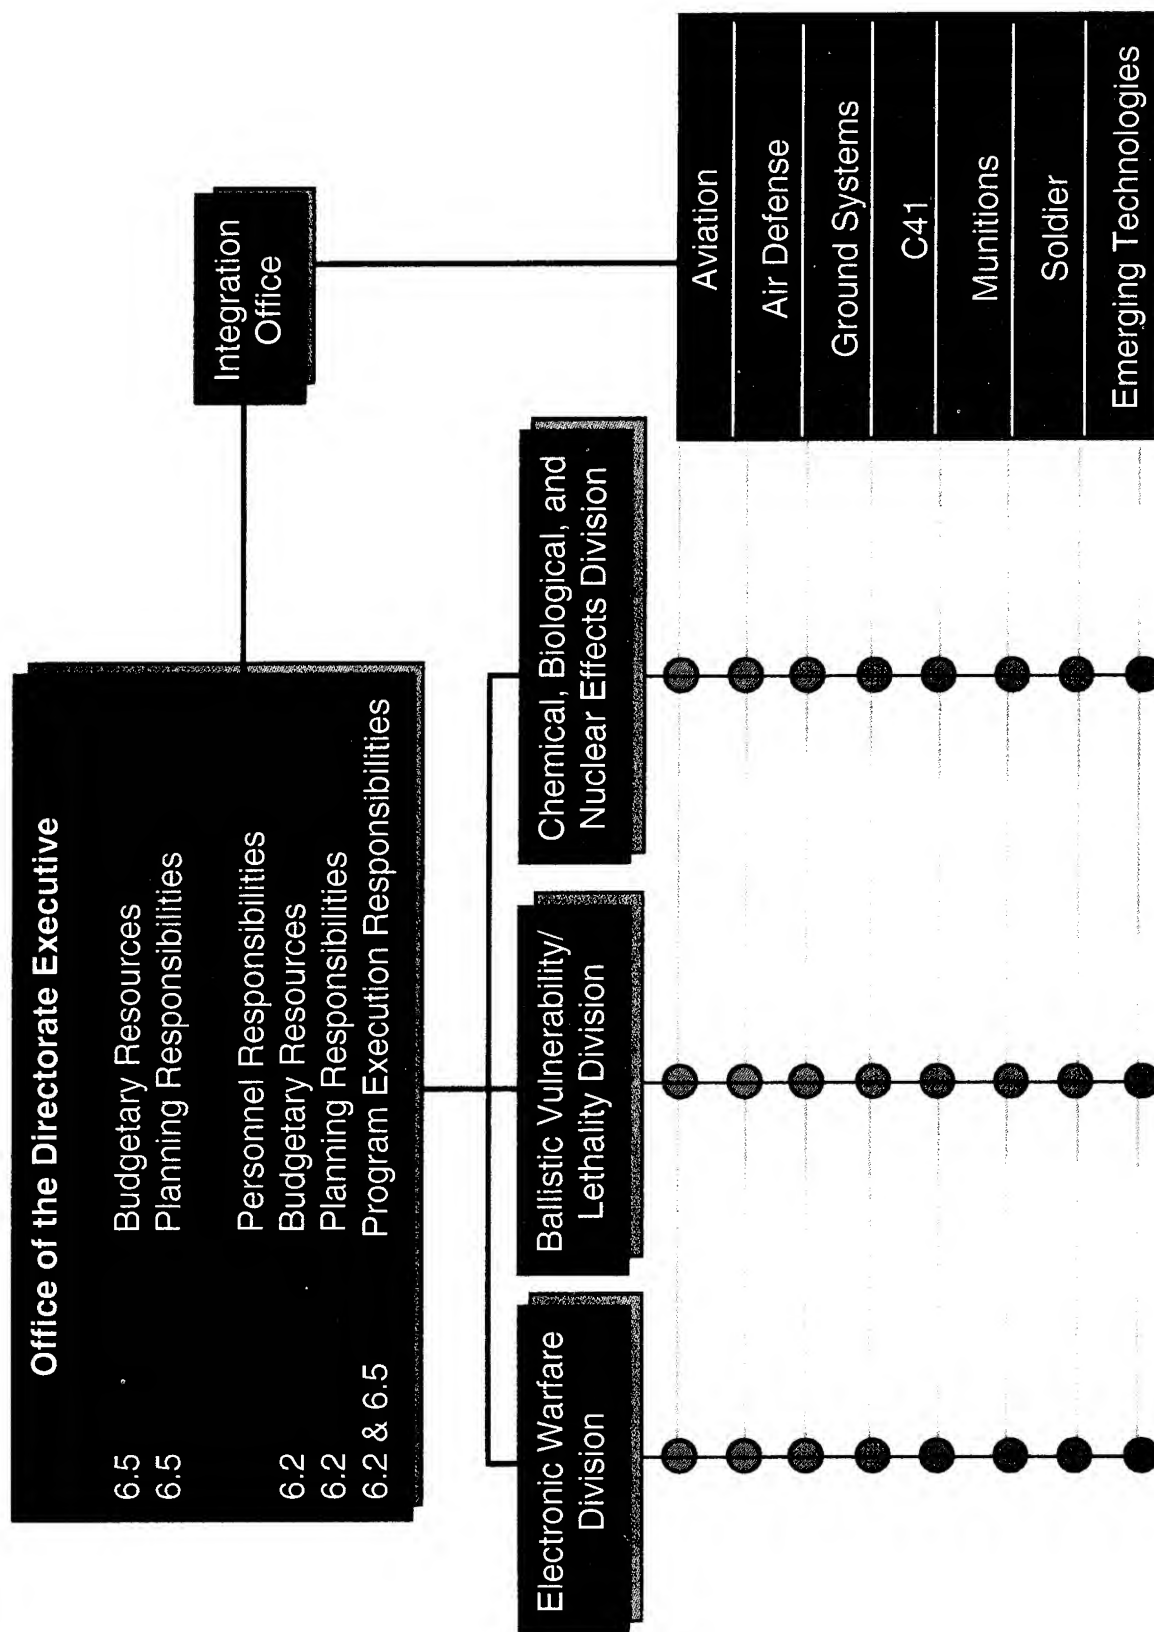 Office of the Directorate Executive
6.5 Budgetary Resources
6.5 Planning Responsibilities
Personnel Responsibilities
6.2 Budgetary Resources
6.2 Planning Responsibilities
6.2 & 6.5 Program Execution Responsibilities
Integration
Office
Electronic Warfare
Division
Ballistic Vulnerability/
Lethality Division
Chemical, Biological, and
Nuclear Effects Division
Aviation
Air Defense
Ground Systems
C41
Munitions
Soldier
Emerging Technologies